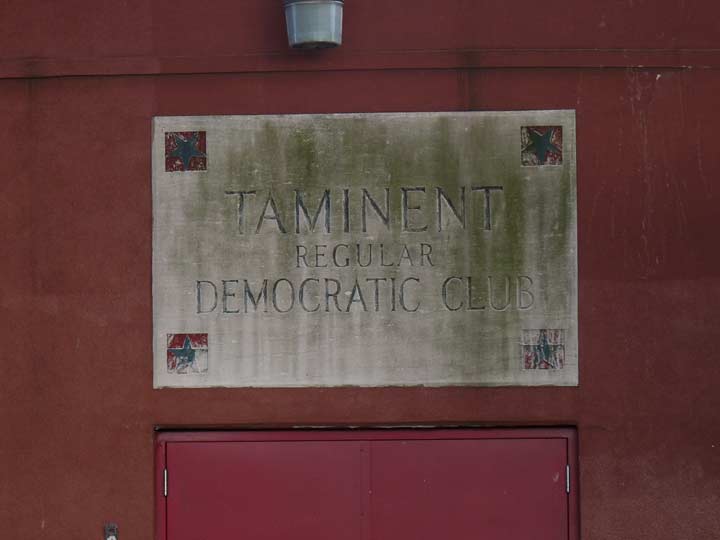 TAMINENT
REGULAR
DEMOCRATIC CLUB